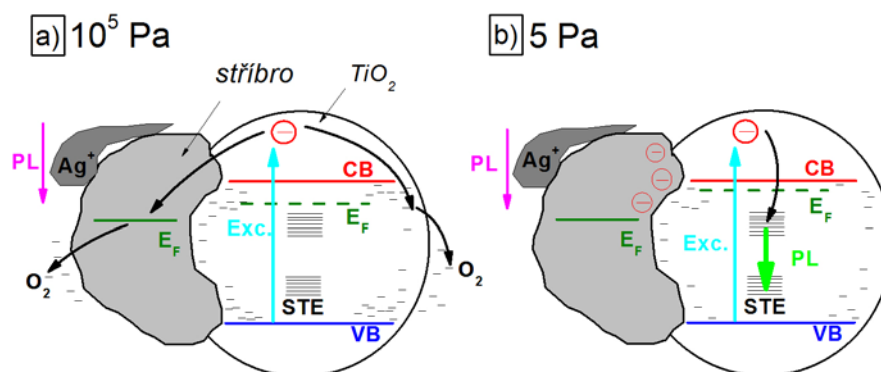 a) 10⁵ Pa
stříbro
TiO₂
PL
Ag⁺
CB
E_F
Exc.
E_F
O₂
STE
VB
O₂
b) 5 Pa
PL
Ag⁺
CB
E_F
E_F
Exc.
PL
STE
VB